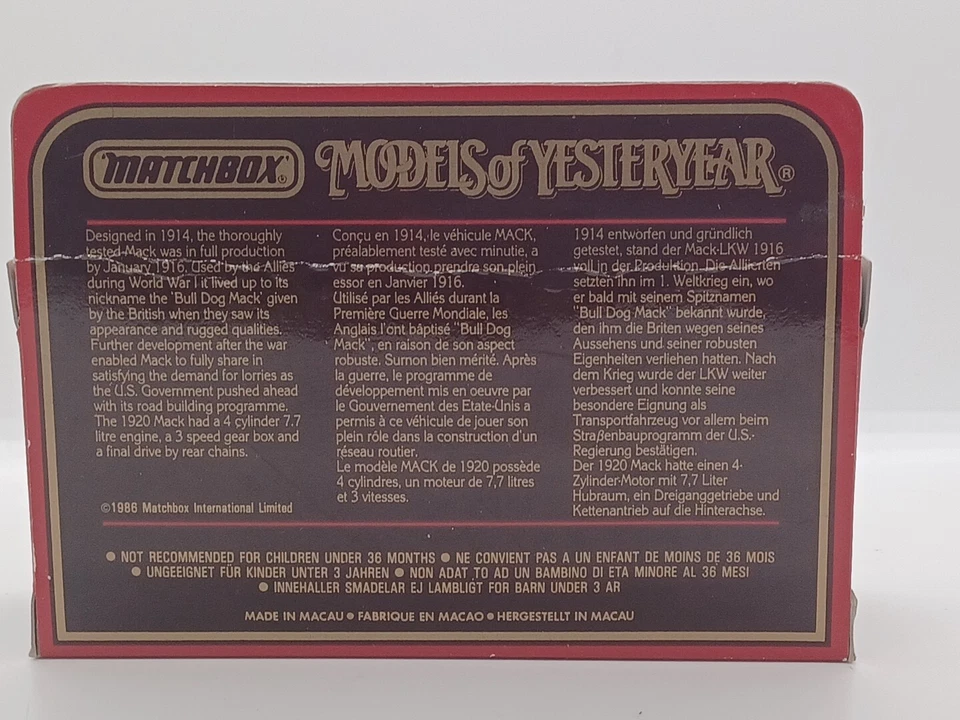 MATCHBOX®
MODELS of YESTERYEAR®
Designed in 1914, the thoroughly
tested Mack was in full production
by January 1916. Used by the Allies
during World War I it lived up to its
nickname the 'Bull Dog Mack' given
by the British when they saw its
appearance and rugged qualities.
Further development after the war
enabled Mack to fully share in
satisfying the demand for lorries as
the U.S. Government pushed ahead
with its road building programme.
The 1920 Mack had a 4 cylinder 7.7
litre engine, a 3 speed gear box and
a final drive by rear chains.
©1986 Matchbox International Limited
Conçu en 1914, le véhicule MACK,
préalablement testé avec minutie, a
vu sa production prendre son plein
essor en Janvier 1916.
Utilisé par les Alliés durant la
Première Guerre Mondiale, les
Anglais l'ont bâptisé "Bull Dog
Mack", en raison de son aspect
robuste. Surnon bien mérité. Après
la guerre, le programme de
développement mis en oeuvre par
le Gouvernement des Etate-Unis a
permis à ce véhicule de jouer son
plein rôle dans la construction d'un
réseau routier.
Le modèle MACK de 1920 possède
4 cylindres, un moteur de 7,7 litres
et 3 vitesses.
1914 entworfen und gründlich
getestet, stand der Mack-LKW 1916
voll in der Produktion. Die Allierten
setzten ihn im 1. Weltkrieg ein, wo
er bald mit seinem Spitznamen
"Bull Dog Mack" bekannt wurde,
den ihm die Briten wegen seines
Aussehens und seiner robusten
Eigenheiten verliehen hatten. Nach
dem Krieg wurde der LKW weiter
verbessert und konnte seine
besondere Eignung als
Transportfahrzeug vor allem beim
Straßenbauprogramm der U.S.-
Regierung bestätigen.
Der 1920 Mack hatte einen 4-
Zylinder-Motor mit 7,7 Liter
Hubraum, ein Dreiganggetriebe und
Kettenantrieb auf die Hinterachse.
● NOT RECOMMENDED FOR CHILDREN UNDER 36 MONTHS ● NE CONVIENT PAS A UN ENFANT DE MOINS DE 36 MOIS
● UNGEEIGNET FÜR KINDER UNTER 3 JAHREN ● NON ADAT TO AD UN BAMBINO DI ETA MINORE AL 36 MESI
● INNEHALLER SMADELAR EJ LAMBLIGT FOR BARN UNDER 3 AR
MADE IN MACAU ● FABRIQUE EN MACAO ● HERGESTELLT IN MACAU